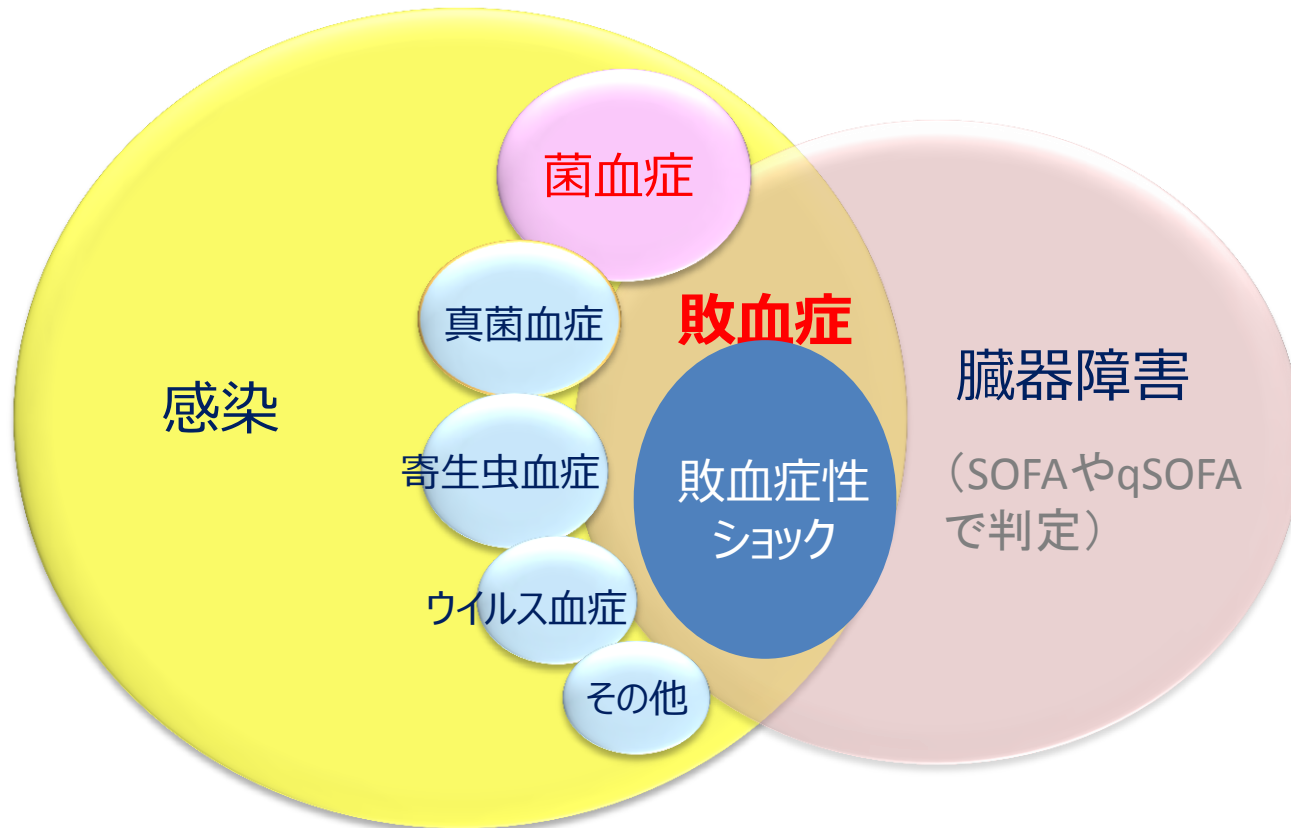 菌血症
真菌血症
敗血症
感染
臓器障害
寄生虫血症
敗血症性
ショック
（SOFAやqSOFA
で判定）
ウイルス血症
その他